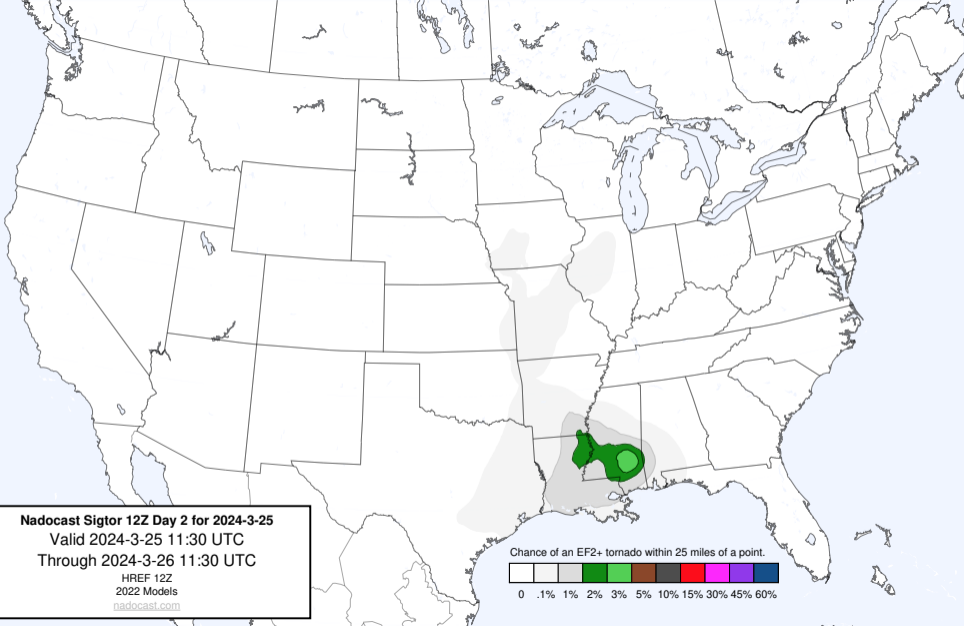 Nadocast Sigtor 12Z Day 2 for 2024-3-25
Valid 2024-3-25 11:30 UTC
Through 2024-3-26 11:30 UTC
HREF 12Z
2022 Models
nadocast.com
Chance of an EF2+ tornado within 25 miles of a point.
0 .1% 1% 2% 3% 5% 10% 15% 30% 45% 60%